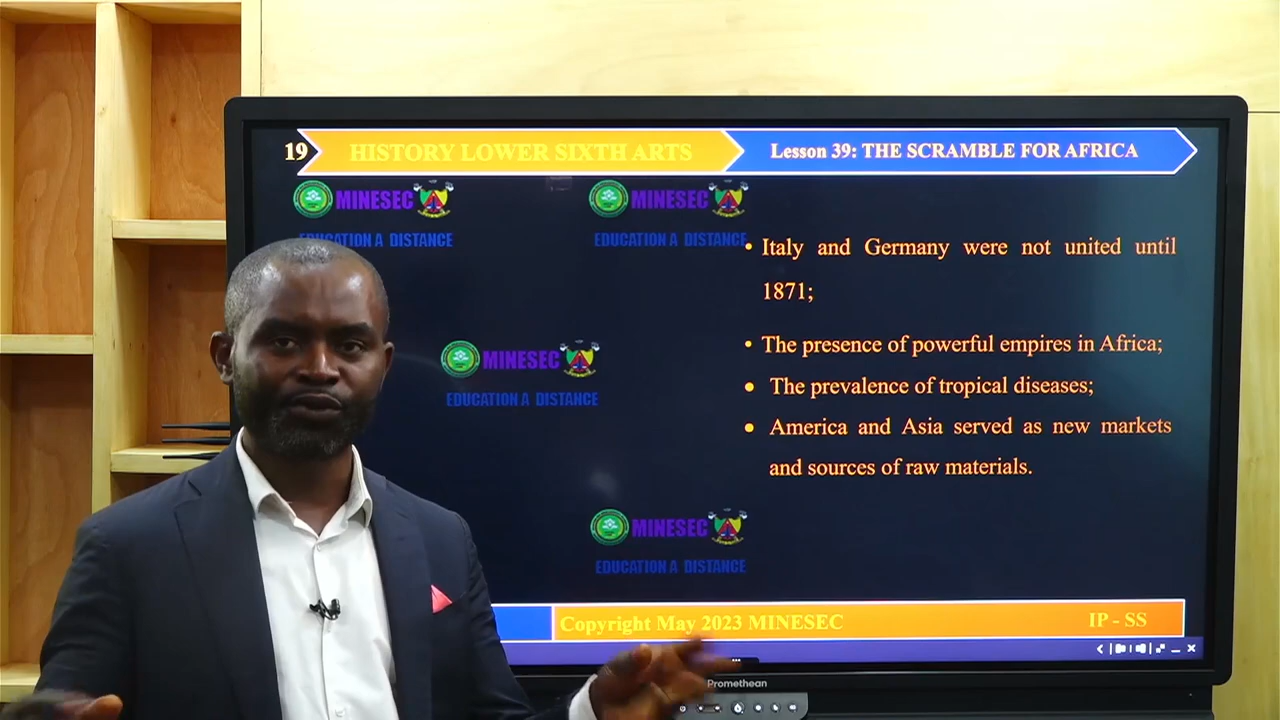 19
HISTORY LOWER SIXTH ARTS
Lesson 39: THE SCRAMBLE FOR AFRICA
MINESEC
EDUCATION A DISTANCE
MINESEC
EDUCATION A DISTANCE
• Italy and Germany were not united until
1871;
• The presence of powerful empires in Africa;
MINESEC
EDUCATION A DISTANCE
• The prevalence of tropical diseases;
• America and Asia served as new markets
and sources of raw materials.
MINESEC
EDUCATION A DISTANCE
Copyright May 2023 MINESEC
IP - SS
Promethean